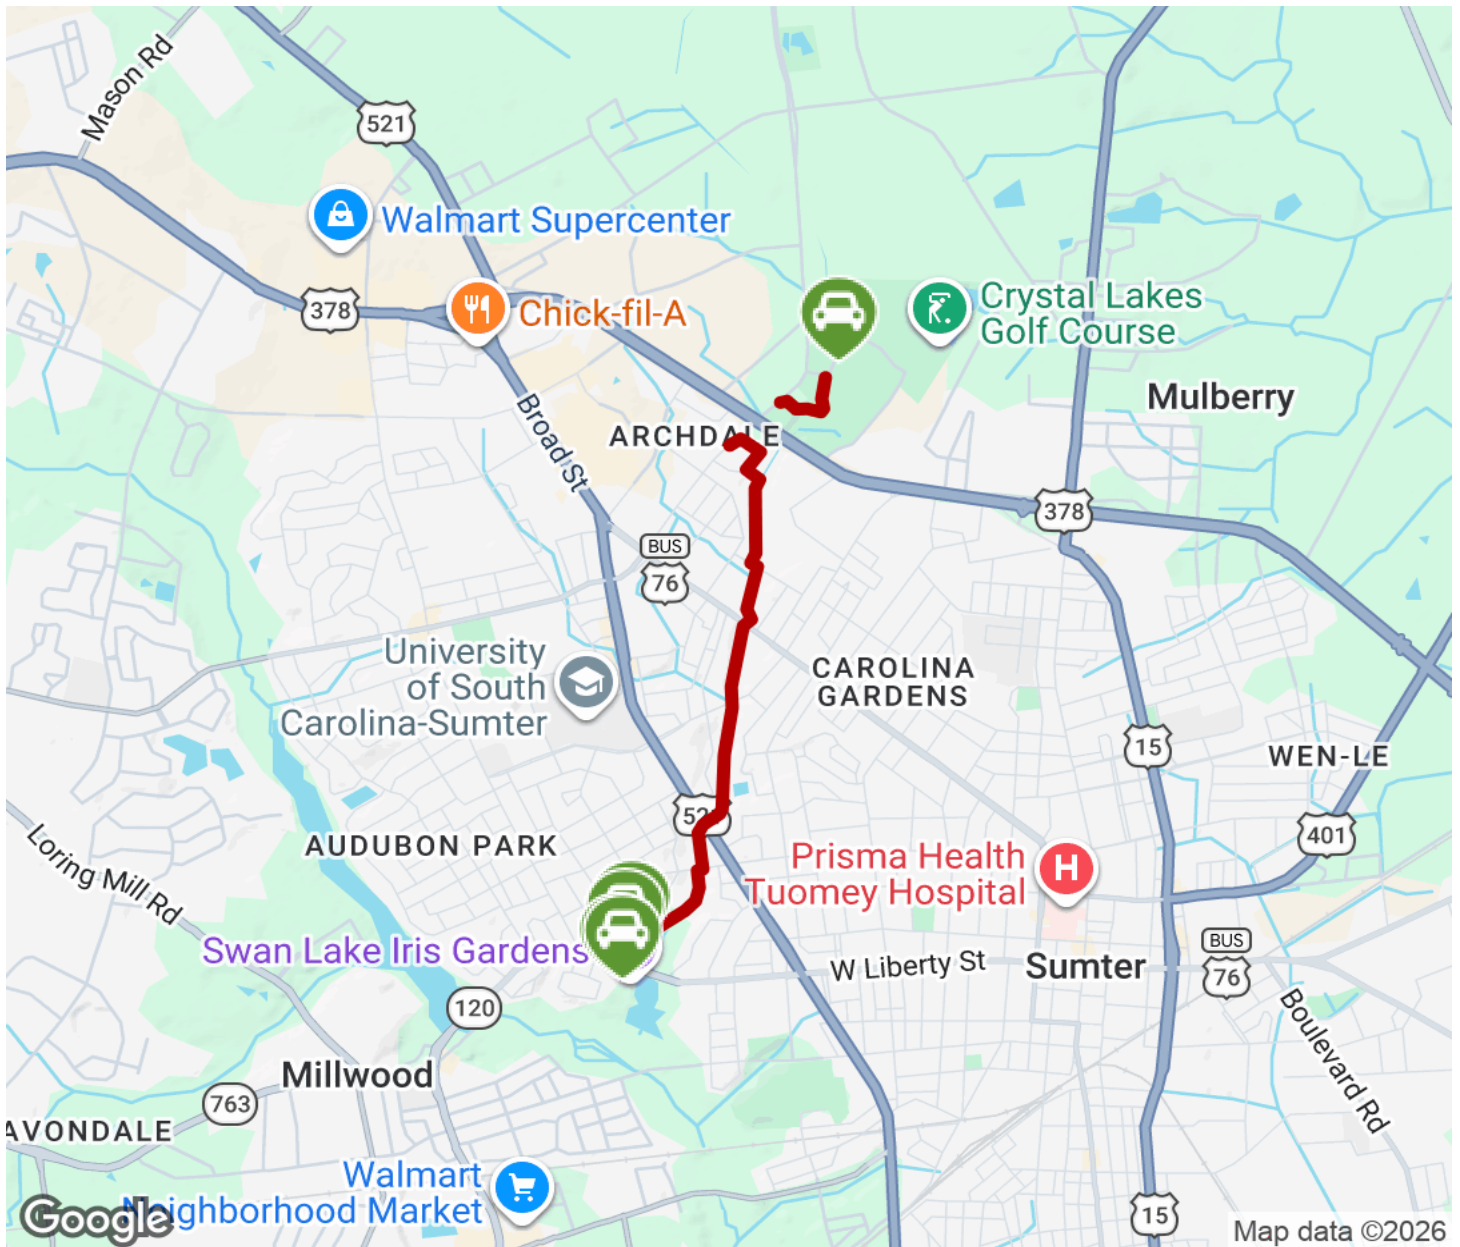 Mason Rd
521
Walmart Supercenter
378
Chick-fil-A
Crystal Lakes
Golf Course
Mulberry
Broad St
ARCHDALE
378
BUS
76
University
of South
Carolina-Sumter
CAROLINA
GARDENS
15
WEN-LE
401
AUDUBON PARK
Loring Mill Rd
Prisma Health
Tuomey Hospital
H
Swan Lake Iris Gardens
W Liberty St
Sumter
BUS
76
120
Boulevard Rd
Millwood
763
AVONDALE
Walmart
Neighborhood Market
15
Google
Map data ©2026